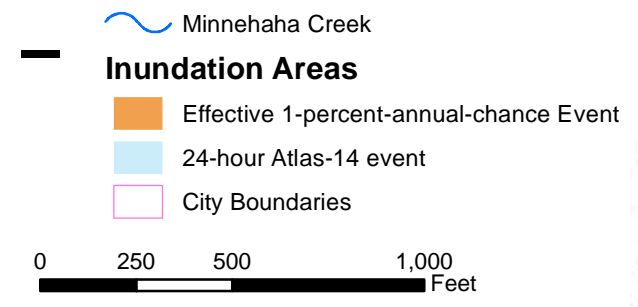 Minnehaha Creek
Inundation Areas
Effective 1-percent-annual-chance Event
24-hour Atlas-14 event
City Boundaries
0 250 500 1,000
Feet